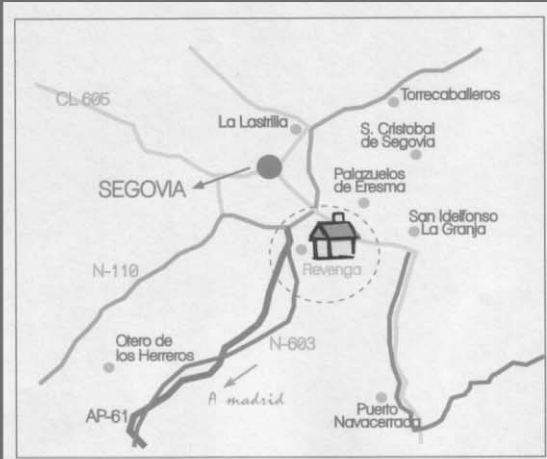 Torrecaballeros
CL-605
La Lastrilla
S. Cristobal
de Segovia
SEGOVIA
Palazuelos
de Eresma
San Idelfonso
La Granja
Revenga
N-110
Otero de
los Herreros
N-603
A madrid
AP-61
Puerto
Navacerrada